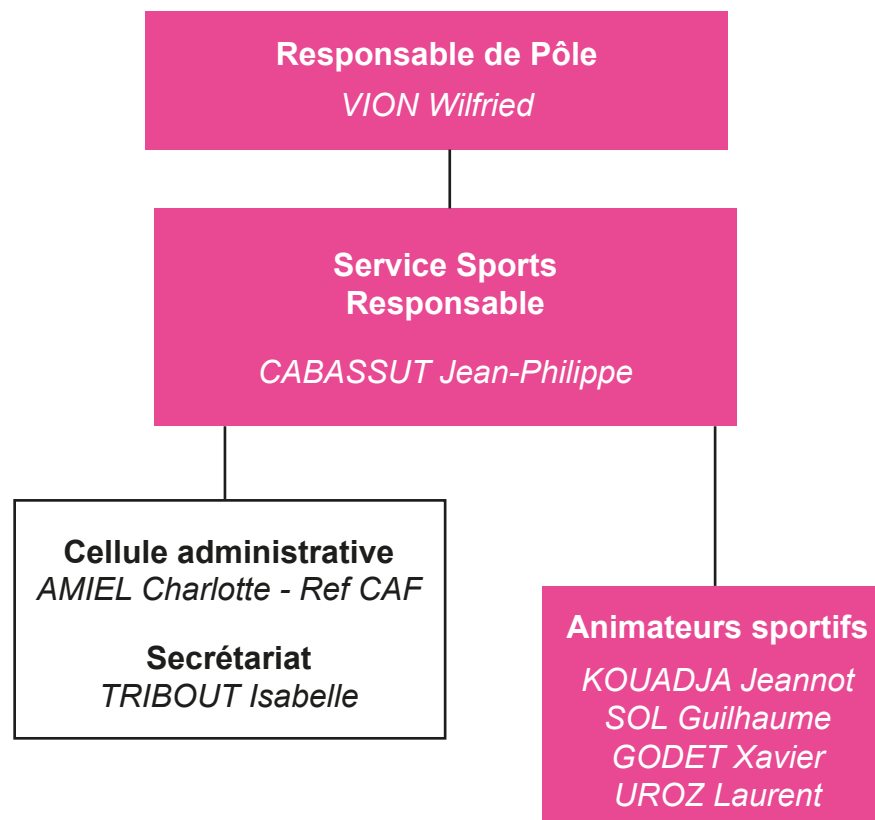 Responsable de Pôle
VION Wilfried
Service Sports
Responsable
CABASSUT Jean-Philippe
Cellule administrative
AMIEL Charlotte - Ref CAF
Secrétariat
TRIBOUT Isabelle
Animateurs sportifs
KOUADJA Jeannot
SOL Guilhaume
GODET Xavier
UROZ Laurent